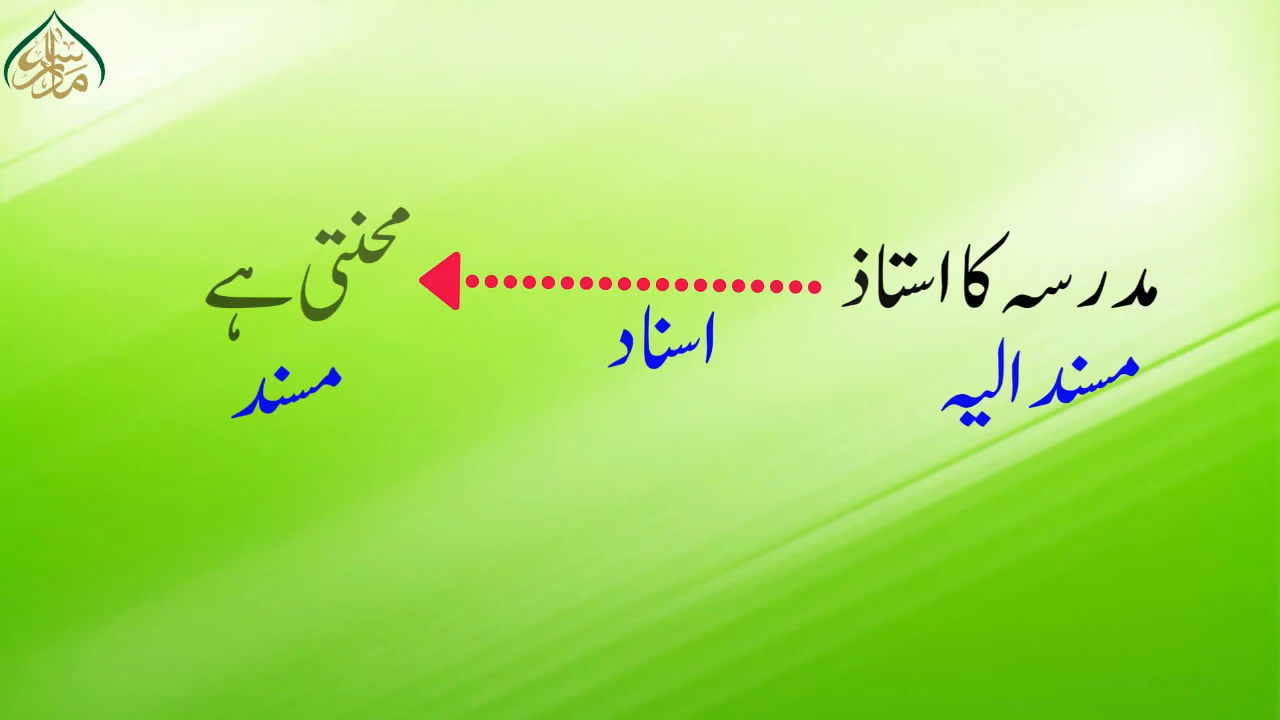 مدرسہ کا استاذ محنتی ہے
مسند الیہ اسناد مسند